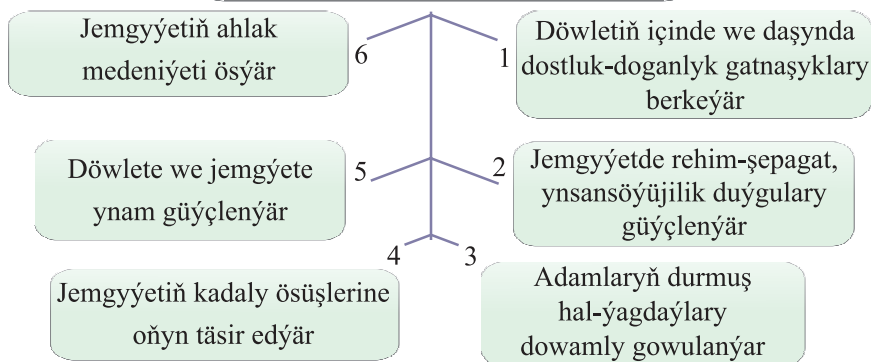 Jemgyýetiň ahlak
medeniýeti ösýär
6
1
Döwletiň içinde we daşynda
dostluk-doganlyk gatnaşyklary
berkeýär
Döwlete we jemgýete
ynam güýçlenýär
5
2
Jemgyýetde rehim-şepagat,
ynsansöýüjilik duýgulary
güýçlenýär
4
3
Jemgyýetiň kadaly ösüşlerine
oňyn täsir edýär
Adamlaryň durmuş
hal-ýagdaýlary
dowamly gowulanýar